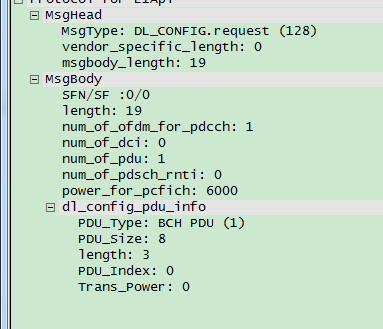 MsgHead
MsgType: DL_CONFIG.request (128)
vendor_specific_length: 0
msgbody_length: 19
MsgBody
SFN/SF :0/0
length: 19
num_of_ofdm_for_pdcch: 1
num_of_dci: 0
num_of_pdu: 1
num_of_pdsch_rnti: 0
power_for_pcfich: 6000
dl_config_pdu_info
PDU_Type: BCH PDU (1)
PDU_Size: 8
length: 3
PDU_Index: 0
Trans_Power: 0